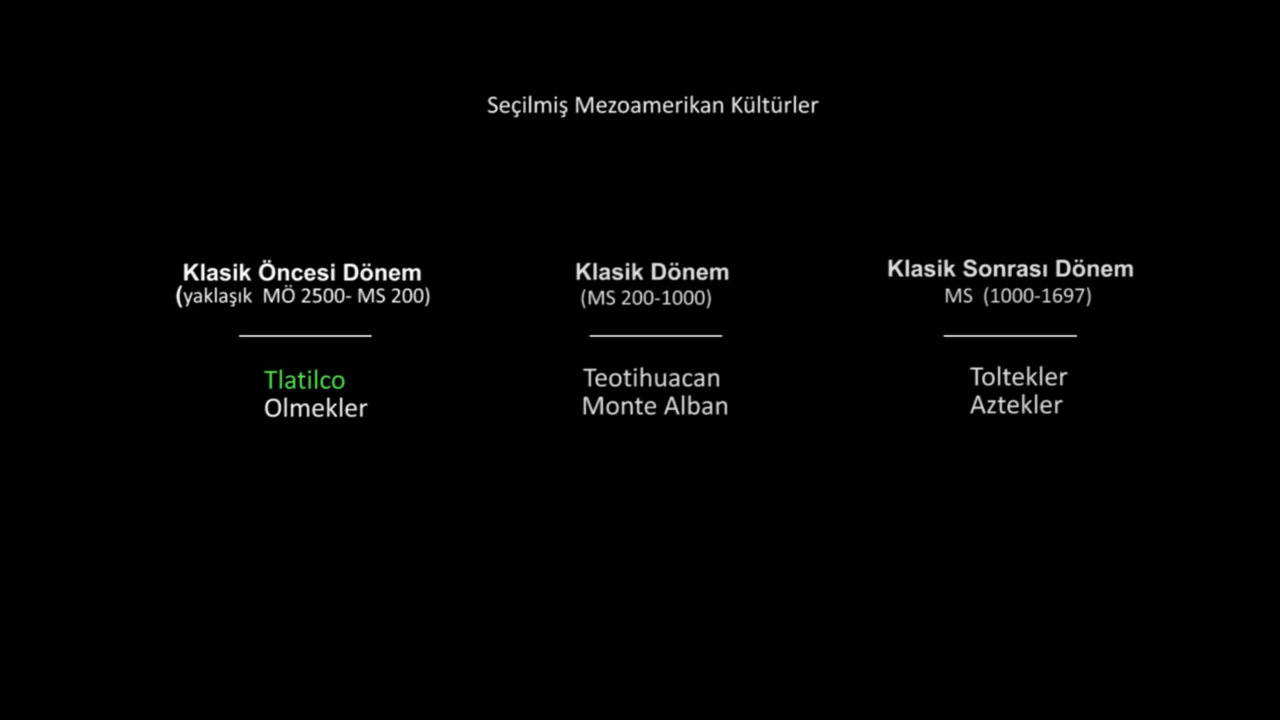 Seçilmiş Mezoamerikan Kültürler
Klasik Öncesi Dönem
(yaklaşık MÖ 2500- MS 200)
Tlatilco
Olmekler
Klasik Dönem
(MS 200-1000)
Teotihuacan
Monte Alban
Klasik Sonrası Dönem
MS (1000-1697)
Toltekler
Aztekler